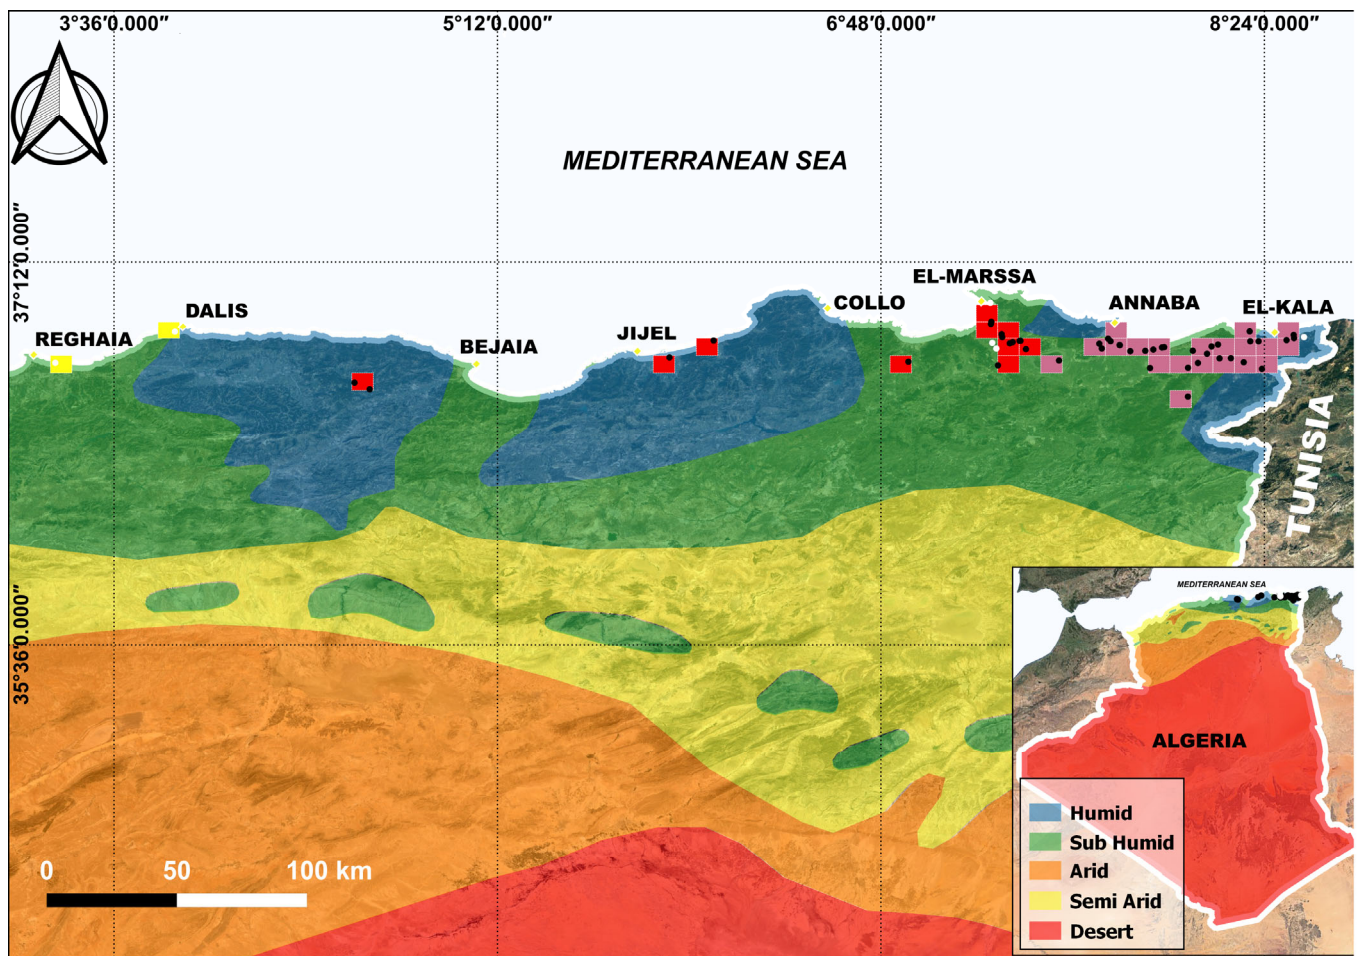 3°36'0.000″ 5°12'0.000″ 6°48'0.000″ 8°24'0.000″
MEDITERRANEAN SEA
37°12'0.000″
EL-MARSSA
COLLO
ANNABA
EL-KALA
DALIS
REGHAIA
JIJEL
BEJAIA
TUNISIA
35°36'0.000″
MEDITERRANEAN SEA
ALGERIA
Humid
Sub Humid
Arid
Semi Arid
Desert
0 50 100 km